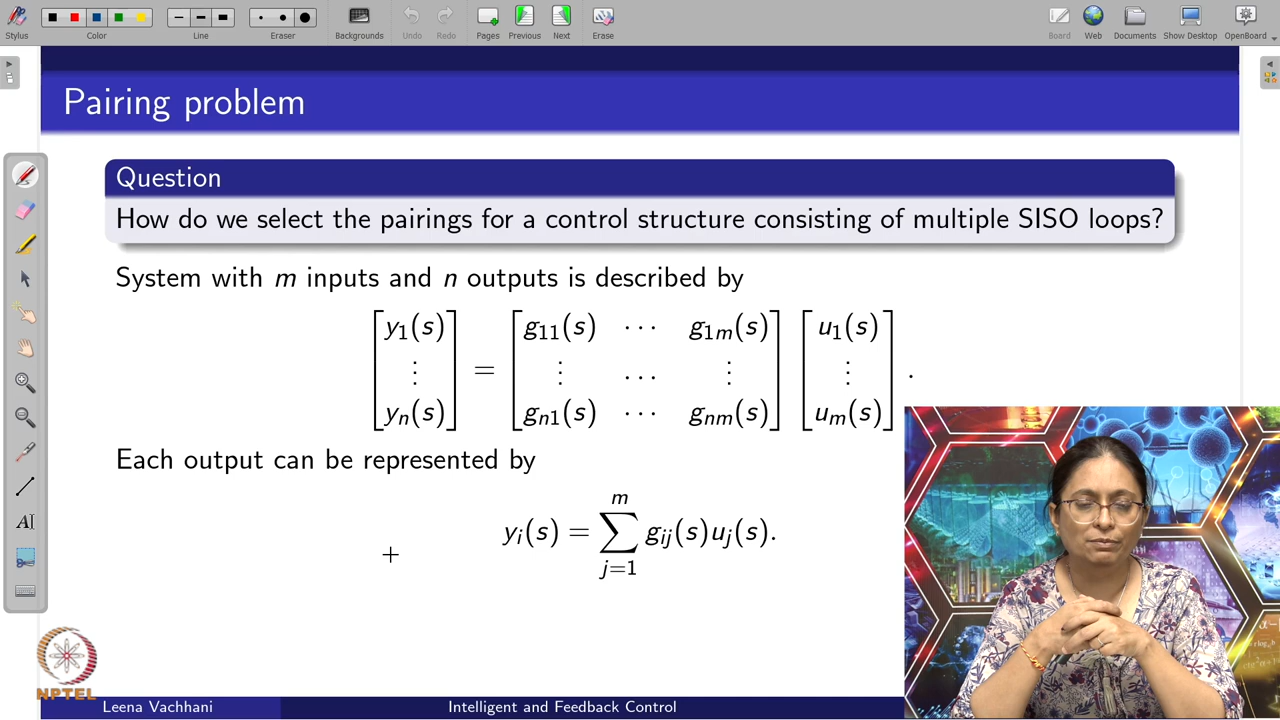 Stylus Color Line Eraser Backgrounds Undo Redo Pages Previous Next Erase Board Web Documents Show Desktop OpenBoard
Pairing problem
Question
How do we select the pairings for a control structure consisting of multiple SISO loops?
System with m inputs and n outputs is described by
[y₁(s) ⋮ yₙ(s)] = [g₁₁(s) ⋯ g₁ₘ(s) ⋮ ⋯ ⋮ gₙ₁(s) ⋯ gₙₘ(s)] [u₁(s) ⋮ uₘ(s)] .
Each output can be represented by
yᵢ(s) = ∑_{j=1}^{m} g_{ij}(s)u_j(s).
NPTEL
Leena Vachhani Intelligent and Feedback Control